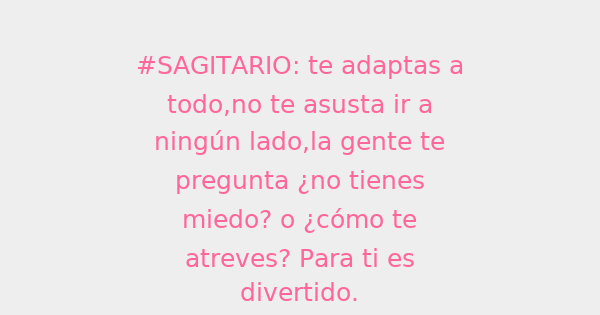 #SAGITARIO: te adaptas a
todo,no te asusta ir a
ningún lado,la gente te
pregunta ¿no tienes
miedo? o ¿cómo te
atreves? Para ti es
divertido.